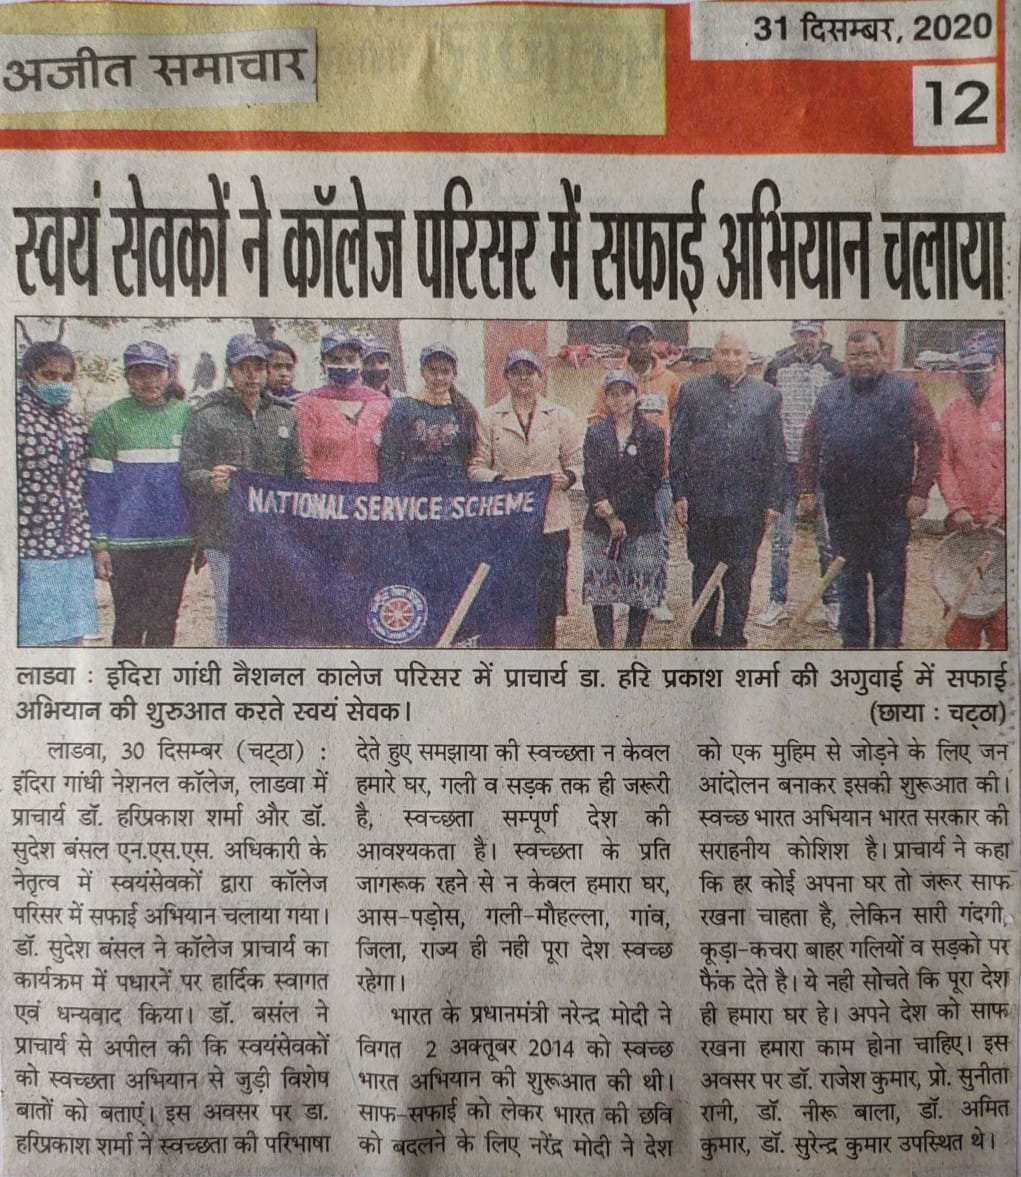 अजीत समाचार
31 दिसम्बर, 2020
12
स्वयं सेवकों ने कॉलेज परिसर में सफाई अभियान चलाया
NATIONAL SERVICE SCHEME
लाडवा : इंदिरा गांधी नैशनल कालेज परिसर में प्राचार्य डा. हरि प्रकाश शर्मा की अगुवाई में सफाई
अभियान की शुरुआत करते स्वयं सेवक।
(छाया : चट्ठा)
लाडवा, 30 दिसम्बर (चट्ठा) :
इंदिरा गांधी नेशनल कॉलेज, लाडवा में
प्राचार्य डॉ. हरिप्रकाश शर्मा और डॉ.
सुदेश बंसल एन.एस.एस. अधिकारी के
नेतृत्व में स्वयंसेवकों द्वारा कॉलेज
परिसर में सफाई अभियान चलाया गया।
डॉ. सुदेश बंसल ने कॉलेज प्राचार्य का
कार्यक्रम में पधारनें पर हार्दिक स्वागत
एवं धन्यवाद किया। डॉ. बसंल ने
प्राचार्य से अपील की कि स्वयंसेवकों
को स्वच्छता अभियान से जुड़ी विशेष
बातों को बताएं। इस अवसर पर डा.
हरिप्रकाश शर्मा ने स्वच्छता की परिभाषा
देते हुए समझाया की स्वच्छता न केवल
हमारे घर, गली व सड़क तक ही जरूरी
है, स्वच्छता सम्पूर्ण देश की
आवश्यकता है। स्वच्छता के प्रति
जागरूक रहने से न केवल हमारा घर,
आस-पड़ोस, गली-मौहल्ला, गांव,
जिला, राज्य ही नही पूरा देश स्वच्छ
रहेगा।
भारत के प्रधानमंत्री नरेन्द्र मोदी ने
विगत 2 अक्तूबर 2014 को स्वच्छ
भारत अभियान की शुरूआत की थी।
साफ-सफाई को लेकर भारत की छवि
को बदलने के लिए नरेंद्र मोदी ने देश
को एक मुहिम से जोड़ने के लिए जन
आंदोलन बनाकर इसकी शुरूआत की।
स्वच्छ भारत अभियान भारत सरकार की
सराहनीय कोशिश है। प्राचार्य ने कहा
कि हर कोई अपना घर तो जरूर साफ
रखना चाहता है, लेकिन सारी गंदगी,
कूड़ा-कचरा बाहर गलियों व सड़को पर
फैंक देते है। ये नही सोचते कि पूरा देश
ही हमारा घर हे। अपने देश को साफ
रखना हमारा काम होना चाहिए। इस
अवसर पर डॉ. राजेश कुमार, प्रो. सुनीता
रानी, डॉ. नीरू बाला, डॉ. अमित
कुमार, डॉ. सुरेन्द्र कुमार उपस्थित थे।